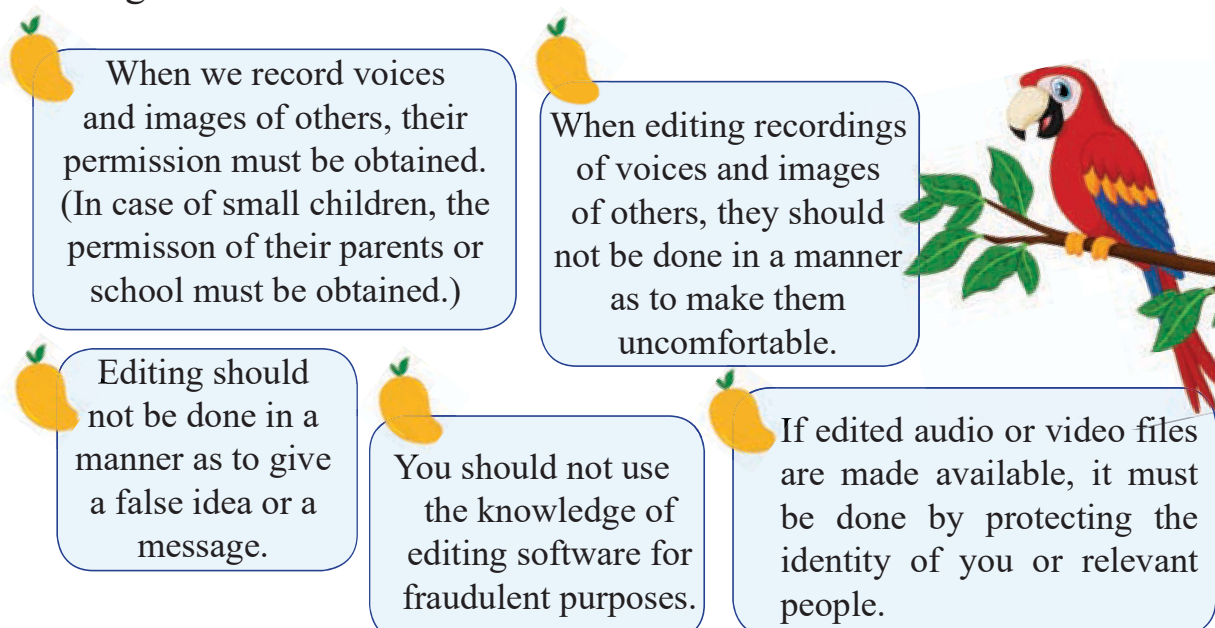 When we record voices
and images of others, their
permission must be obtained.
(In case of small children, the
permisson of their parents or
school must be obtained.)
When editing recordings
of voices and images
of others, they should
not be done in a manner
as to make them
uncomfortable.
Editing should
not be done in a
manner as to give
a false idea or a
message.
You should not use
the knowledge of
editing software for
fraudulent purposes.
If edited audio or video files
are made available, it must
be done by protecting the
identity of you or relevant
people.